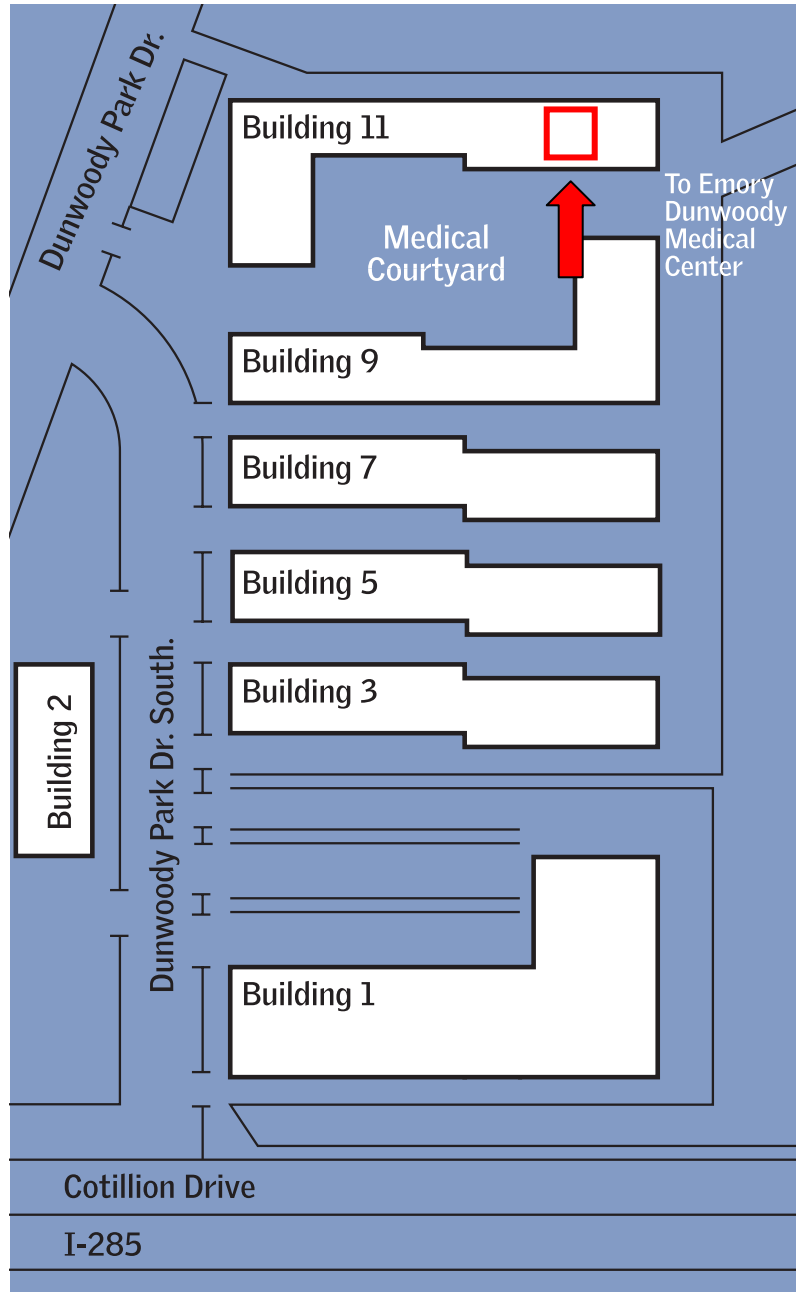 Dunwoody Park Dr.
Building 11
To Emory
Dunwoody
Medical
Center
Medical
Courtyard
Building 9
Building 7
Building 5
Building 3
Building 2
Dunwoody Park Dr. South.
Building 1
Cotillion Drive
I-285